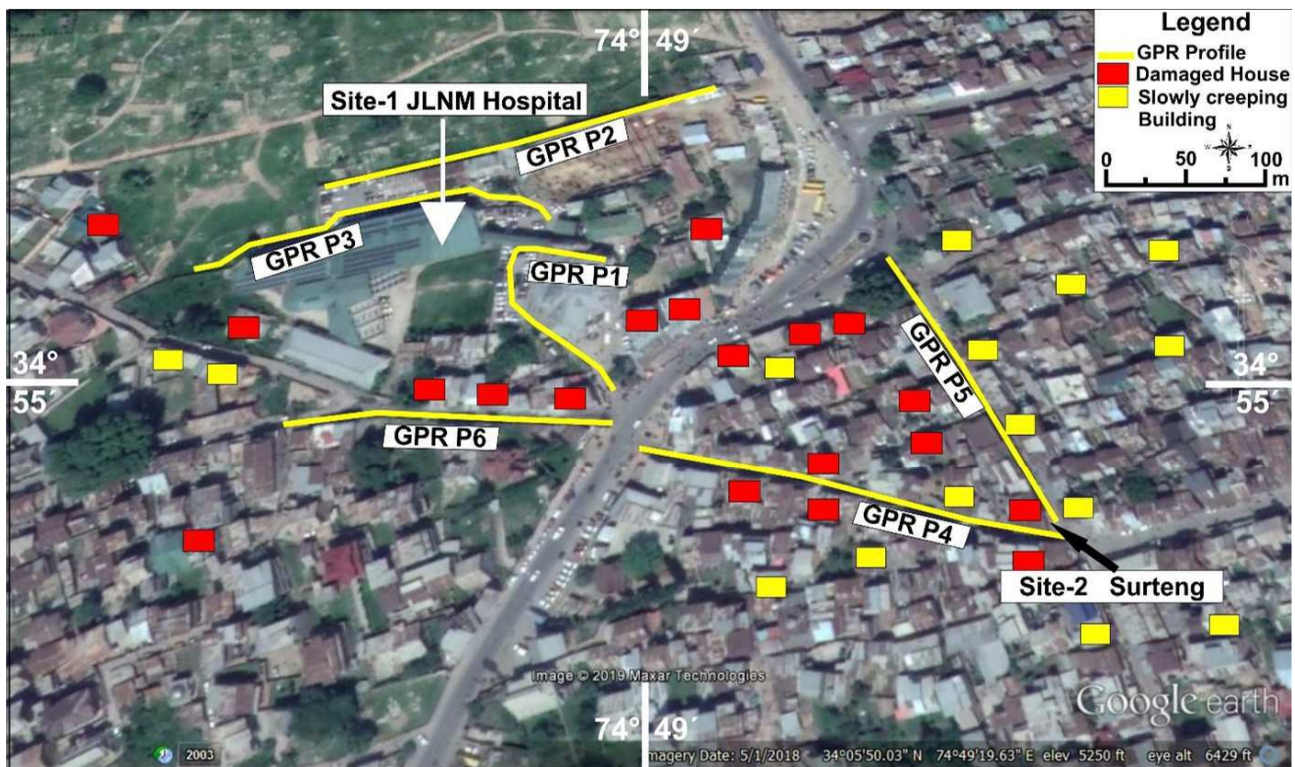 74° 49´
Legend
GPR Profile
Damaged House
Slowly creeping
Building
N
W
E
S
0 50 100
m
Site-1 JLNM Hospital
GPR P2
GPR P3
GPR P1
34°
55´
34°
55´
GPR P5
GPR P6
GPR P4
Site-2 Surteng
Image © 2019 Maxar Technologies
Google earth
74° 49´
2003
magery Date: 5/1/2018 34°05'50.03" N 74°49'19.63" E elev 5250 ft eye alt 6429 ft